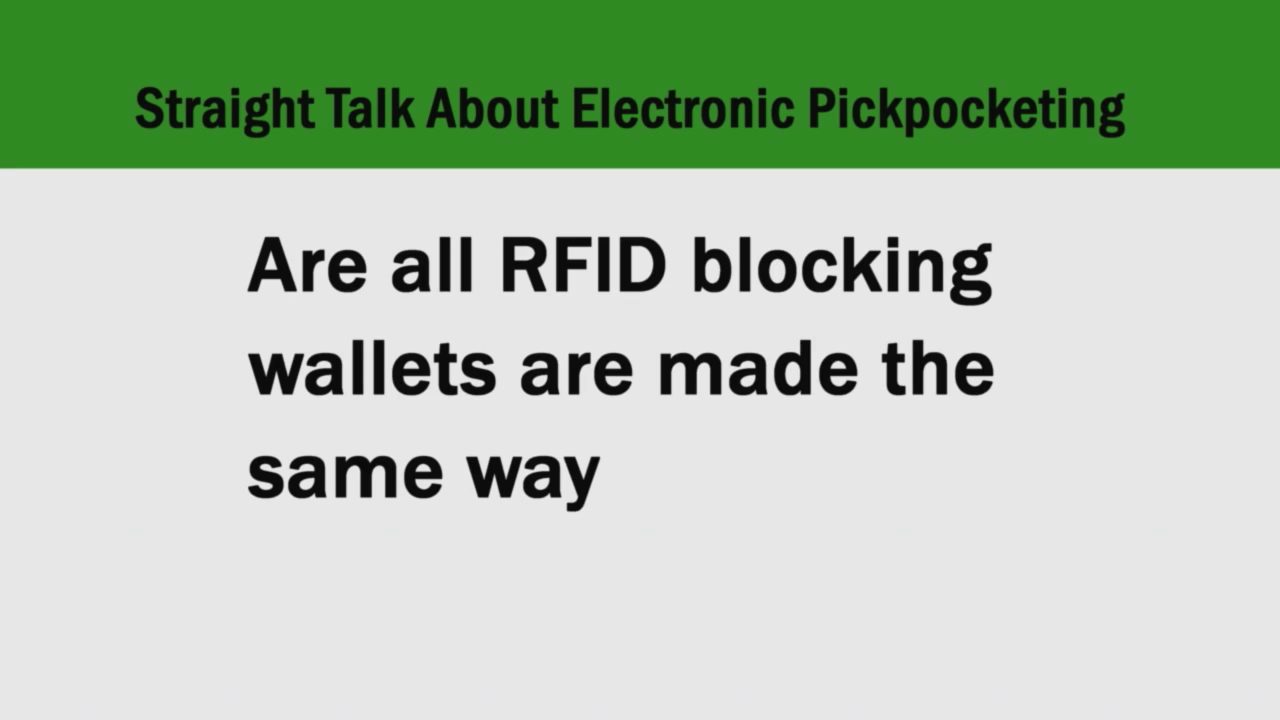 Straight Talk About Electronic Pickpocketing
Are all RFID blocking
wallets are made the
same way